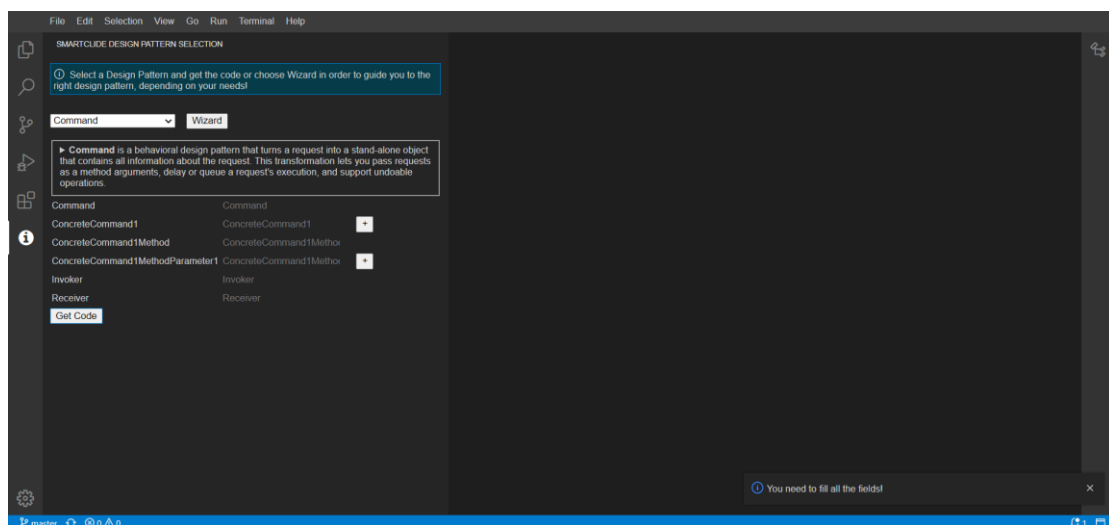 File Edit Selection View Go Run Terminal Help
SMARTCLIDE DESIGN PATTERN SELECTION
Select a Design Pattern and get the code or choose Wizard in order to guide you to the
right design pattern, depending on your needs!
Command Wizard
► Command is a behavioral design pattern that turns a request into a stand-alone object
that contains all information about the request. This transformation lets you pass requests
as a method arguments, delay or queue a request's execution, and support undoable
operations.
Command Command
ConcreteCommand1 ConcreteCommand1 +
ConcreteCommand1Method ConcreteCommand1Metho
ConcreteCommand1MethodParameter1 ConcreteCommand1Metho +
Invoker Invoker
Receiver Receiver
Get Code
You need to fill all the fields!
master 0 0 1